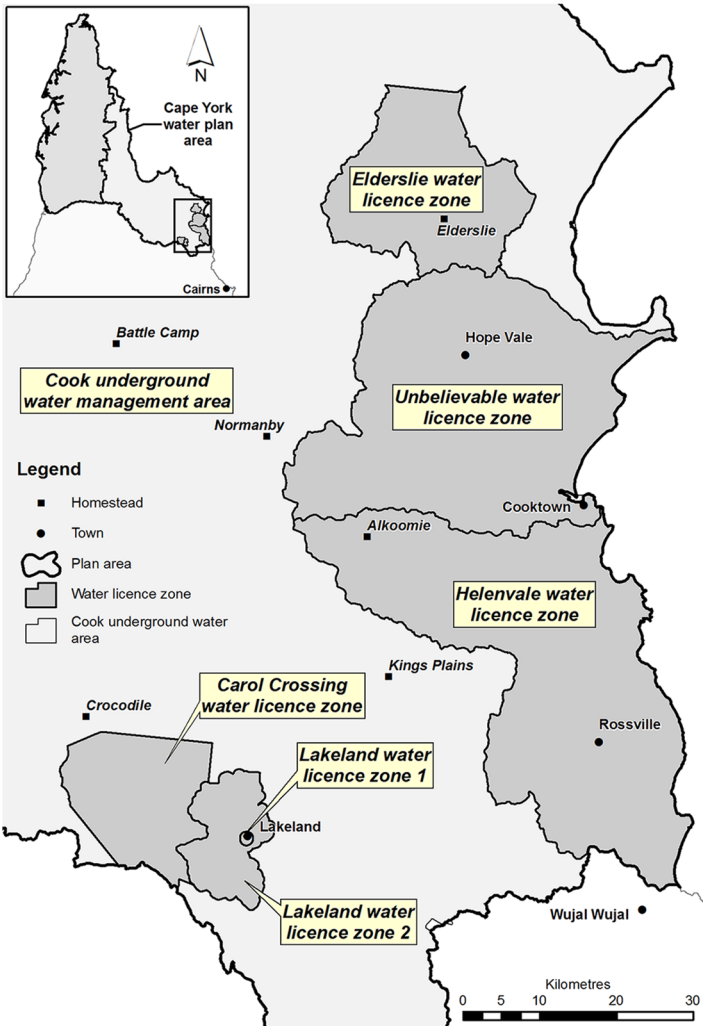 N
Cape York
water plan
area
Cairns
Elderslie water
licence zone
Elderslie
Battle Camp
Hope Vale
Cook underground
water management area
Unbelievable water
licence zone
Normanby
Legend
Homestead
Town
Plan area
Water licence zone
Cook underground water
area
Cooktown
Alkoomie
Helenvale water
licence zone
Kings Plains
Carol Crossing
water licence zone
Crocodile
Rossville
Lakeland water
licence zone 1
Lakeland
Lakeland water
licence zone 2
Wujal Wujal
Kilometres
0 5 10 20 30